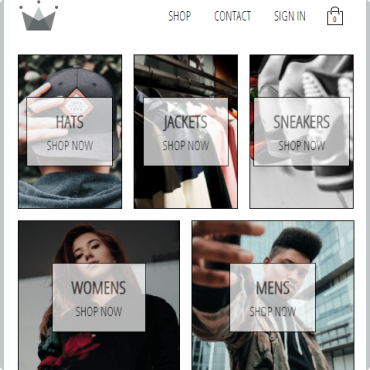 SHOP CONTACT SIGN IN 0
HATS
SHOP NOW
JACKETS
SHOP NOW
SNEAKERS
SHOP NOW
WOMENS
SHOP NOW
MENS
SHOP NOW